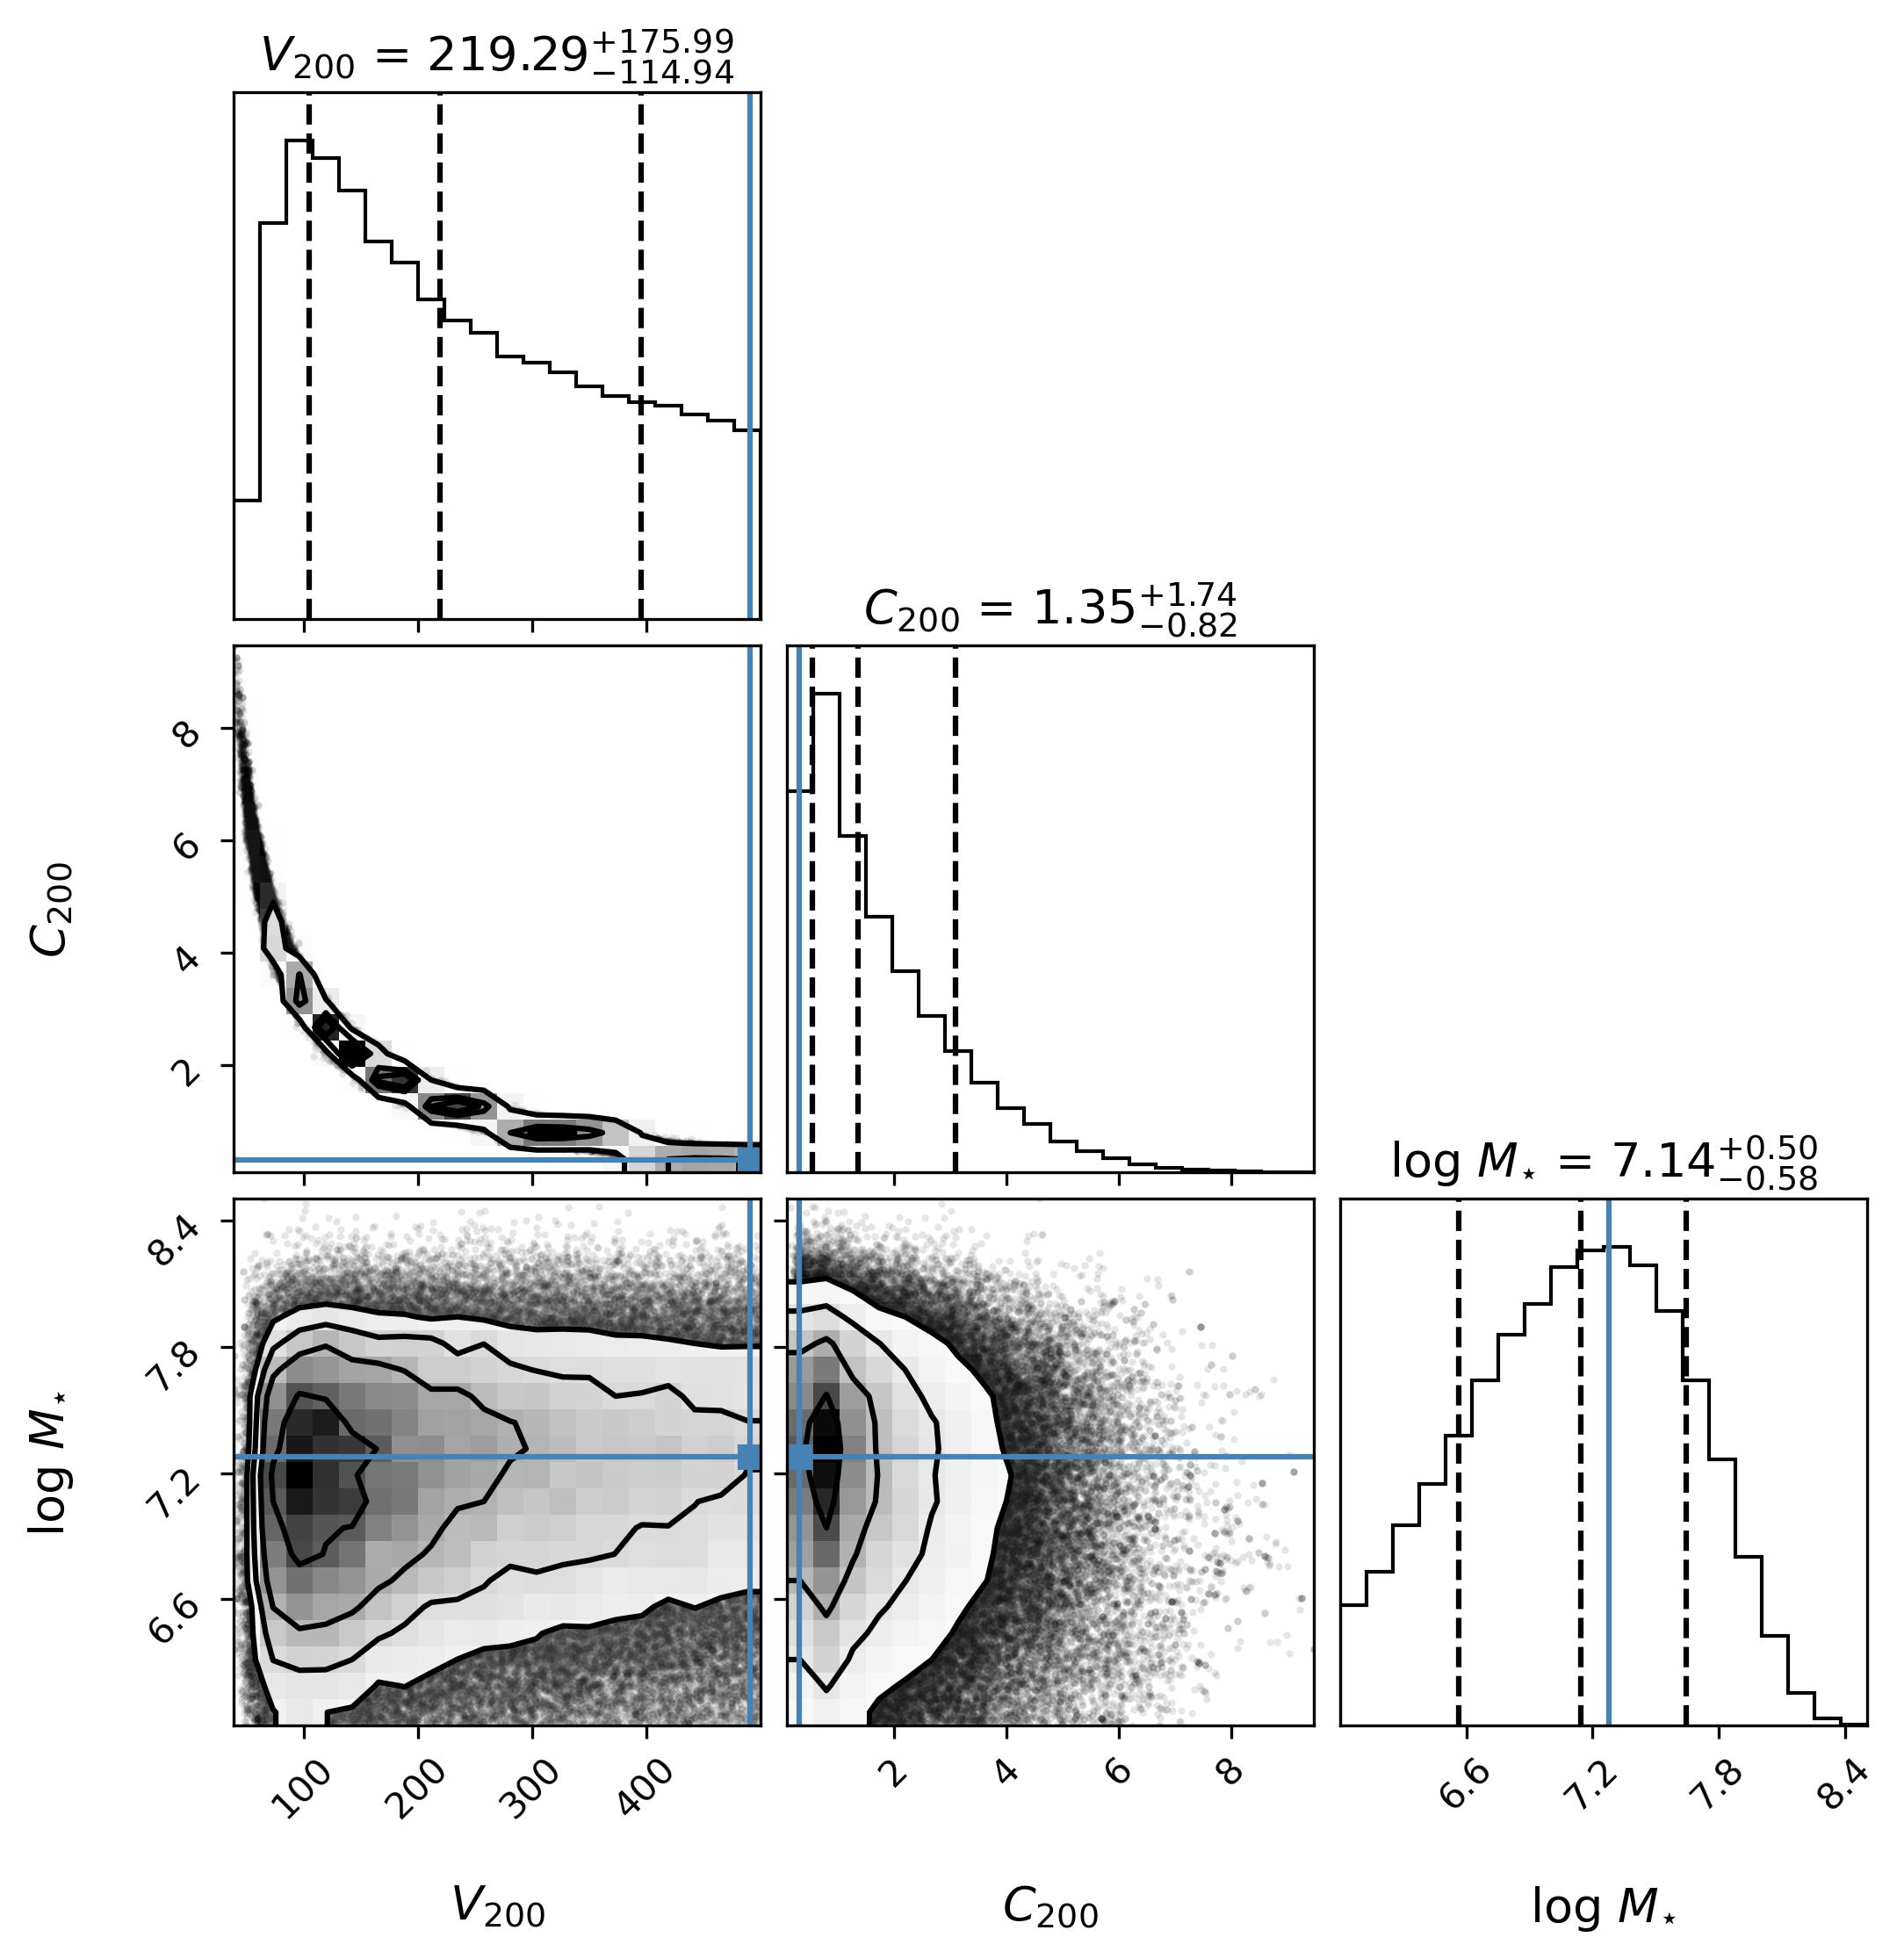 V₂₀₀ = 219.29⁺¹⁷⁵·⁹⁹₋₁₁₄.₉₄
C₂₀₀ = 1.35⁺¹·⁷⁴₋₀.₈₂
8
6
4
2
C₂₀₀
log M⋆ = 7.14⁺⁰·⁵⁰₋₀.₅₈
8.4
7.8
7.2
6.6
log M⋆
100 200 300 400
2 4 6 8
6.6 7.2 7.8 8.4
V₂₀₀
C₂₀₀
log M⋆